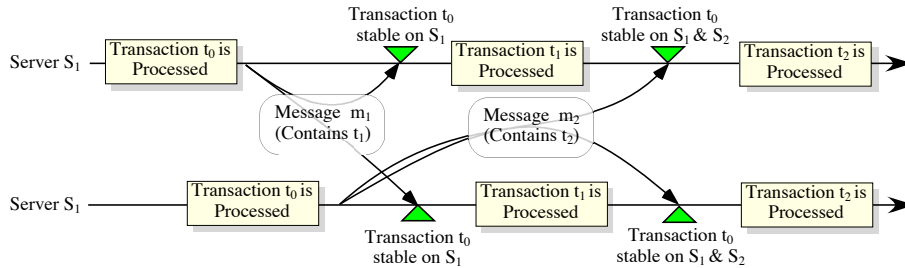 Transaction t₀
stable on S₁
Transaction t₀
stable on S₁ & S₂
Server S₁
Transaction t₀ is
Processed
Transaction t₁ is
Processed
Transaction t₂ is
Processed
Message m₁
(Contains t₁)
Message m₂
(Contains t₂)
Server S₁
Transaction t₀ is
Processed
Transaction t₁ is
Processed
Transaction t₂ is
Processed
Transaction t₀
stable on S₁
Transaction t₀
stable on S₁ & S₂